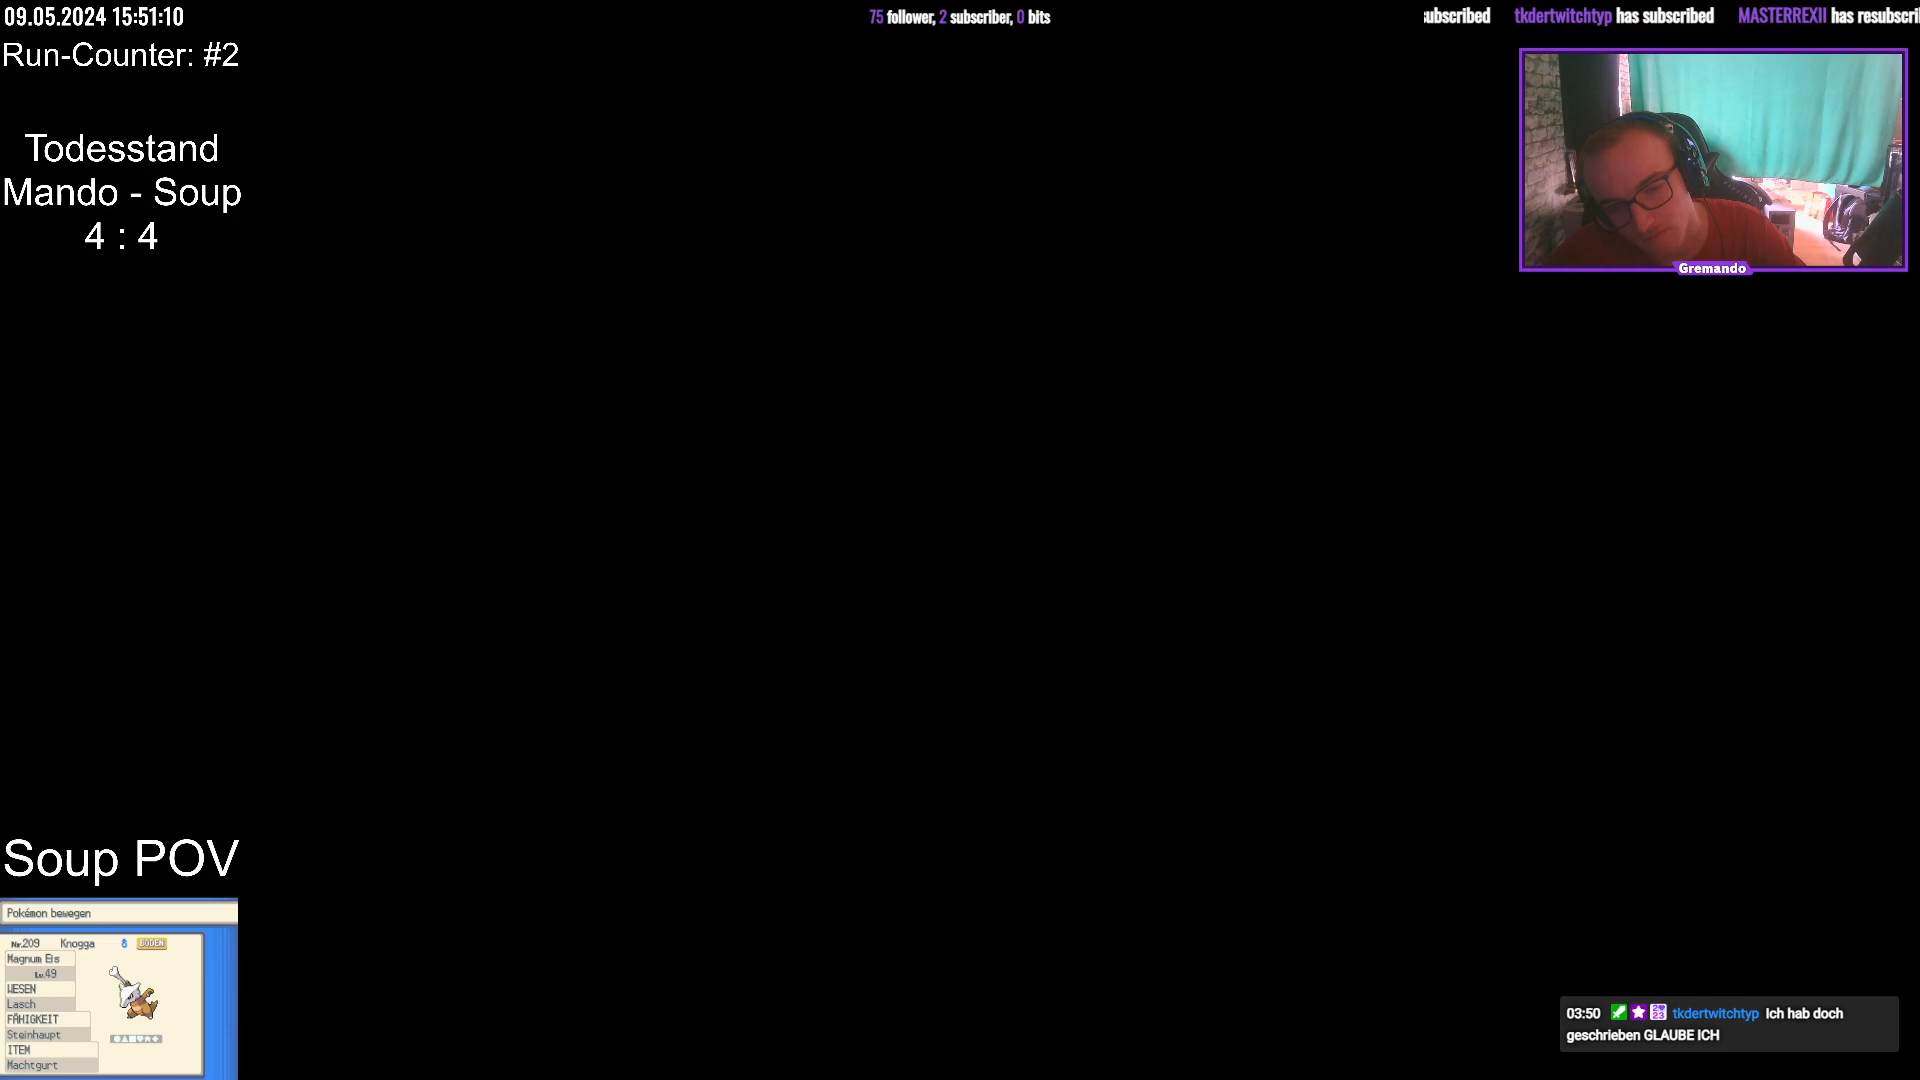 09.05.2024 15:51:10
75 follower, 2 subscriber, 0 bits
ubscribed tkdertwitchtyp has subscribed MASTERREXII has resubscri
Run-Counter: #2
Todesstand
Mando - Soup
4 : 4
Gremando
Soup POV
Pokémon bewegen
Nr.209 Knogga ♂ BODEN
Magnum Eis
Lv.49
WESEN
Lasch
FÄHIGKEIT
Steinhaupt
ITEM
Machtgurt
03:50 tkdertwitchtyp Ich hab doch
geschrieben GLAUBE ICH